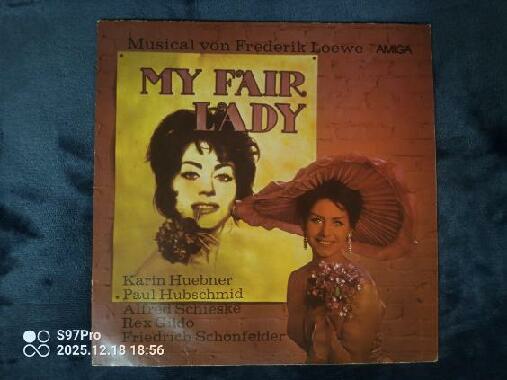 Musical von Frederik Loewe AMIGA
MY FAIR
LADY
Karin Huebner
Paul Hubschmid
Alfred Schieske
Rex Gildo
Friedrich Schönfelder
S97Pro
2025.12.18 18:56